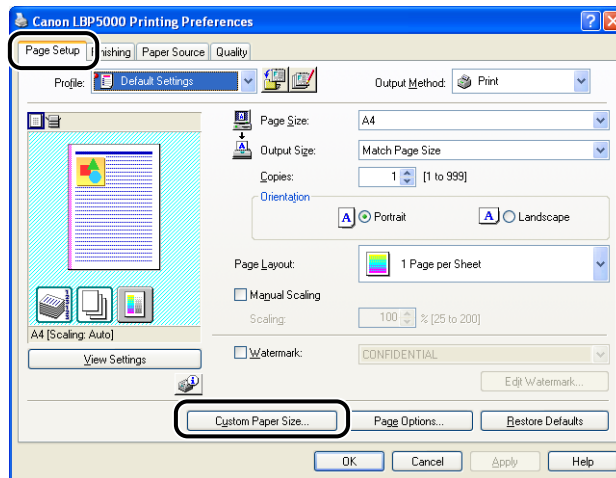 Canon LBP5000 Printing Preferences
Page Setup Finishing Paper Source Quality
Profile: Default Settings Output Method: Print
Page Size: A4
Output Size: Match Page Size
Copies: 1 [1 to 999]
Orientation
A Portrait A Landscape
Page Layout: 1 Page per Sheet
Manual Scaling
Scaling: 100 % [25 to 200]
A4 [Scaling: Auto]
View Settings
Watermark: CONFIDENTIAL
Edit Watermark...
Custom Paper Size... Page Options... Restore Defaults
OK Cancel Apply Help